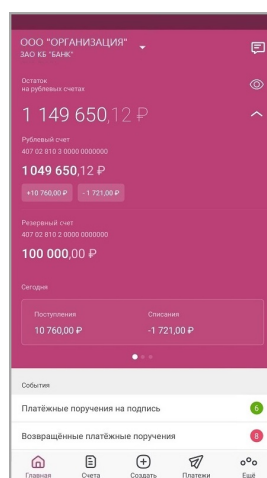 ООО "ОРГАНИЗАЦИЯ"
ЗАО КБ "БАНК"
Остаток
на рублевых счетах
1 149 650,12 ₽
Рублевый счет
407 02 810 3 0000 0000000
1 049 650,12 ₽
+10 760,00 ₽ -1 721,00 ₽
Резервный счет
407 02 810 2 0000 0000000
100 000,00 ₽
Сегодня
Поступления Списания
10 760,00 ₽ -1 721,00 ₽
События
Платёжные поручения на подпись 6
Возвращённые платёжные поручения 8
Главная Счета Создать Платежи Ещё